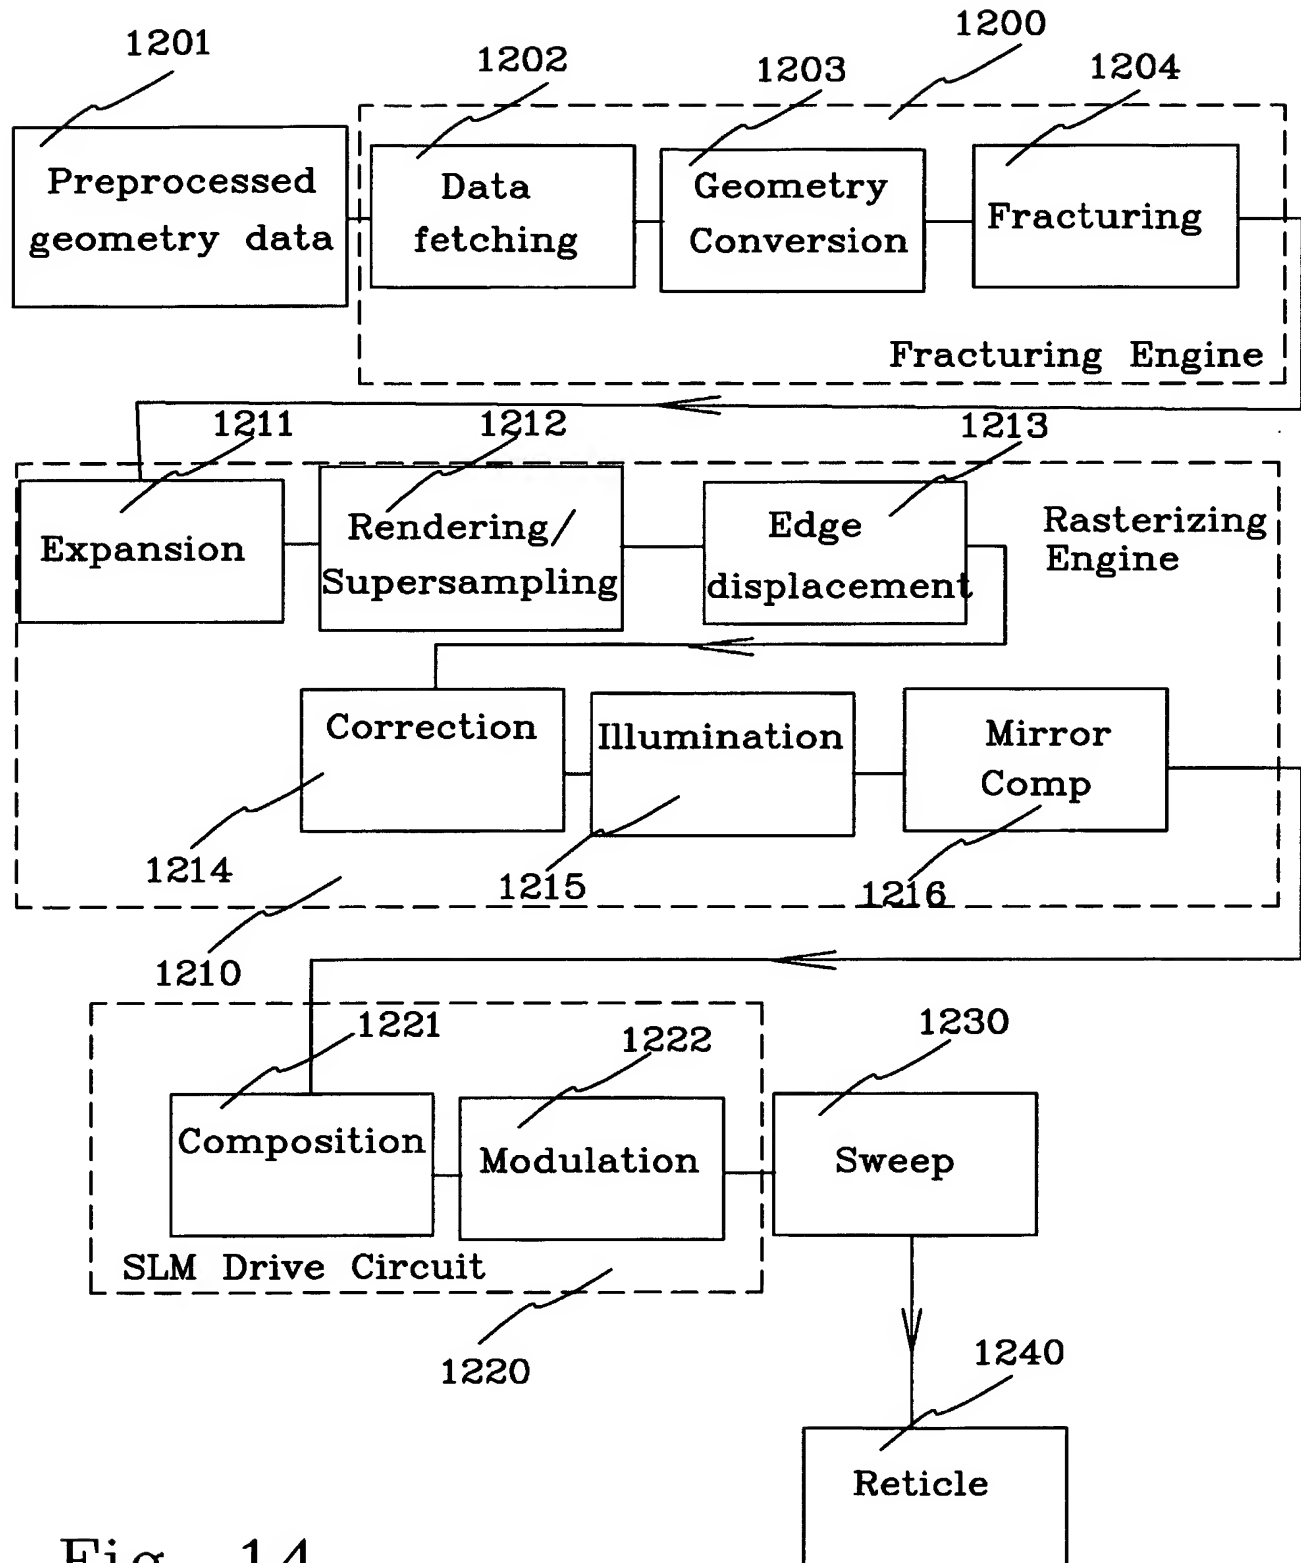 1201
1202
1203
1200
1204
Preprocessed
geometry data
Data
fetching
Geometry
Conversion
Fracturing
Fracturing Engine
1211
1212
1213
Expansion
Rendering/
Supersampling
Edge
displacement
Rasterizing
Engine
Correction
Illumination
Mirror
Comp
1214
1215
1216
1210
1221
1222
1230
Composition
Modulation
Sweep
SLM Drive Circuit
1220
1240
Reticle
Fig. 14